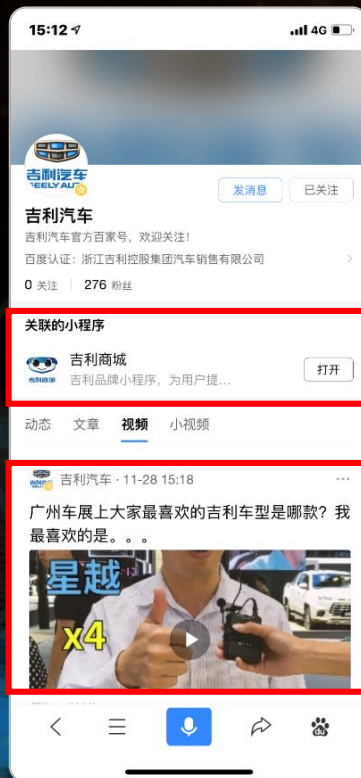 15:12
4G
吉利汽车
GEELY AUTO
发消息
已关注
吉利汽车
吉利汽车官方百家号，欢迎关注！
百度认证：浙江吉利控股集团汽车销售有限公司
0 关注 276 粉丝
关联的小程序
吉利商城
吉利品牌小程序，为用户提...
打开
动态 文章 视频 小视频
吉利汽车 · 11-28 15:18
广州车展上大家最喜欢的吉利车型是哪款？我
最喜欢的是。。。
星越
x4
du